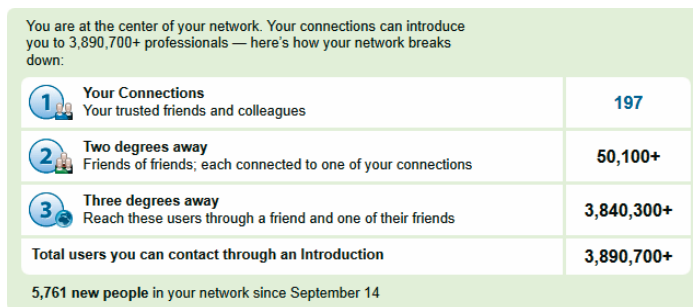 You are at the center of your network. Your connections can introduce
you to 3,890,700+ professionals — here's how your network breaks
down:
1
Your Connections
Your trusted friends and colleagues
197
2
Two degrees away
Friends of friends; each connected to one of your connections
50,100+
3
Three degrees away
Reach these users through a friend and one of their friends
3,840,300+
Total users you can contact through an Introduction
3,890,700+
5,761 new people in your network since September 14